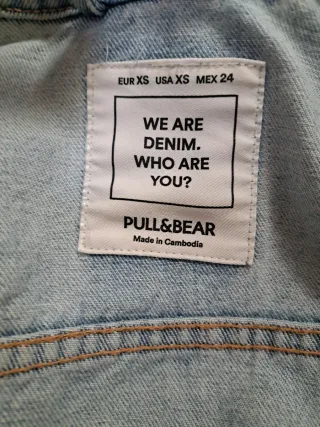 EUR XS USA XS MEX 24
WE ARE
DENIM.
WHO ARE
YOU?
PULL&BEAR
Made in Cambodia